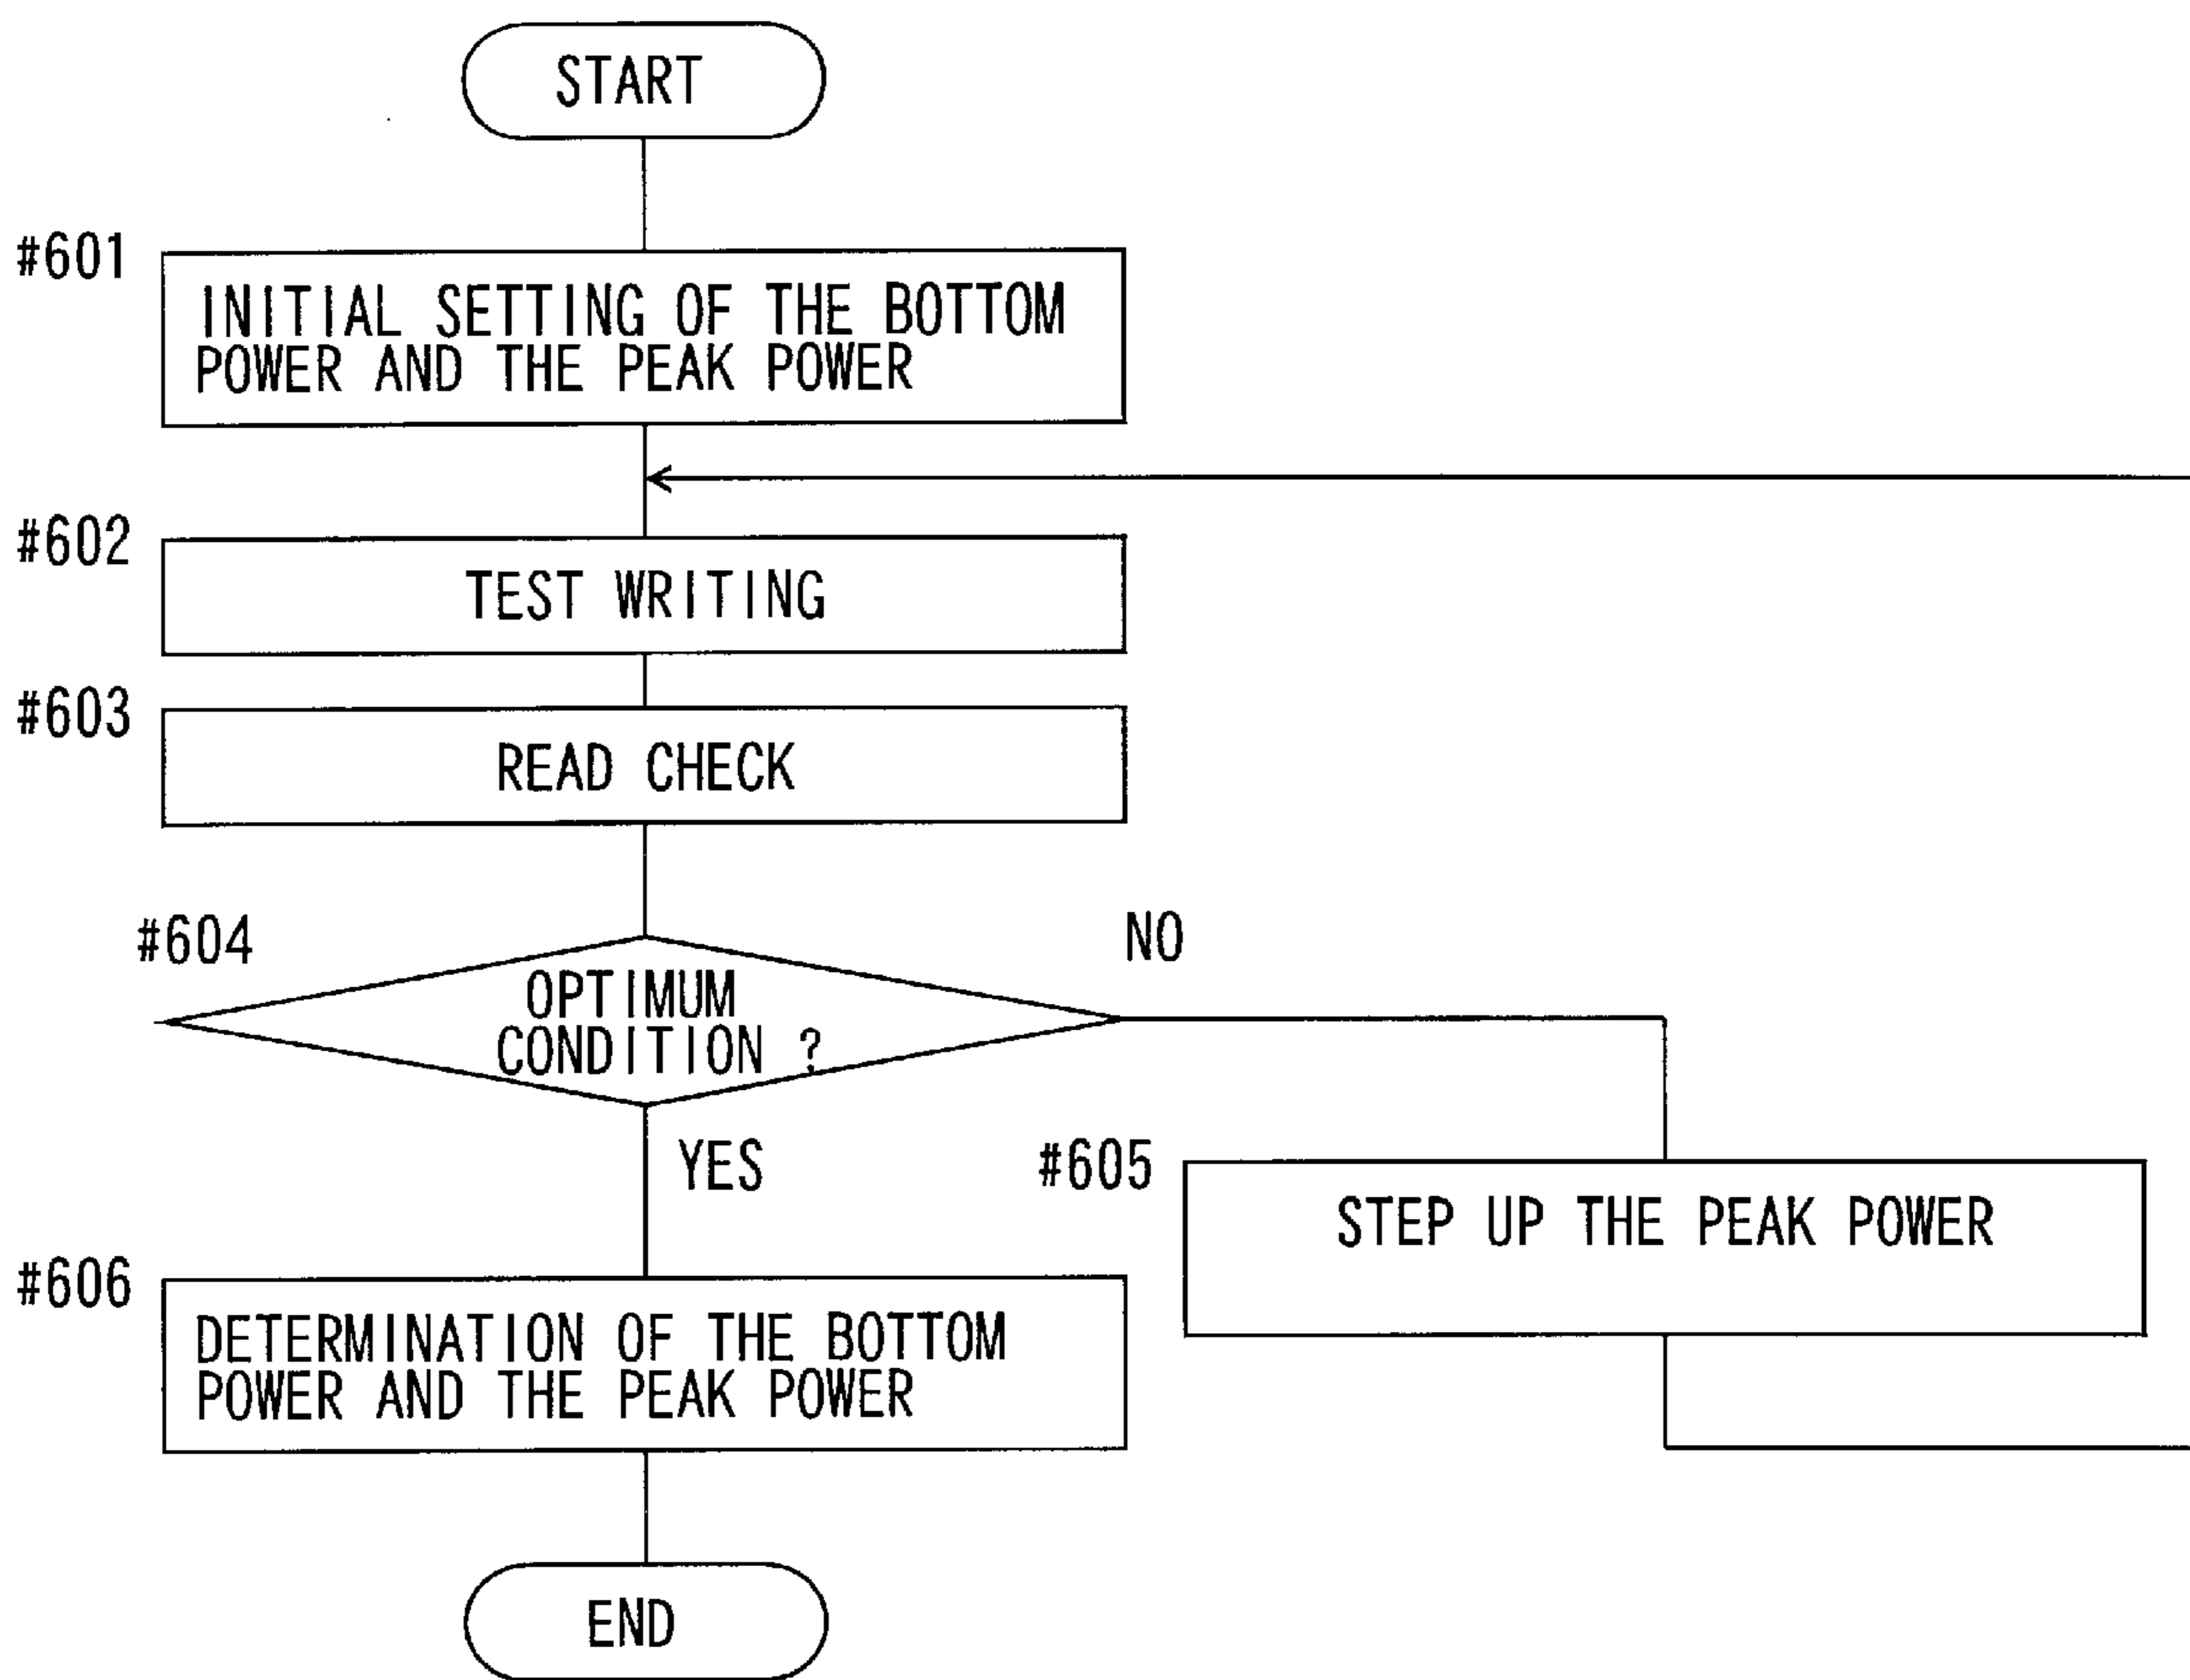 START
#601
INITIAL SETTING OF THE BOTTOM
POWER AND THE PEAK POWER
#602
TEST WRITING
#603
READ CHECK
#604
OPTIMUM
CONDITION ?
NO
YES
#605
STEP UP THE PEAK POWER
#606
DETERMINATION OF THE BOTTOM
POWER AND THE PEAK POWER
END